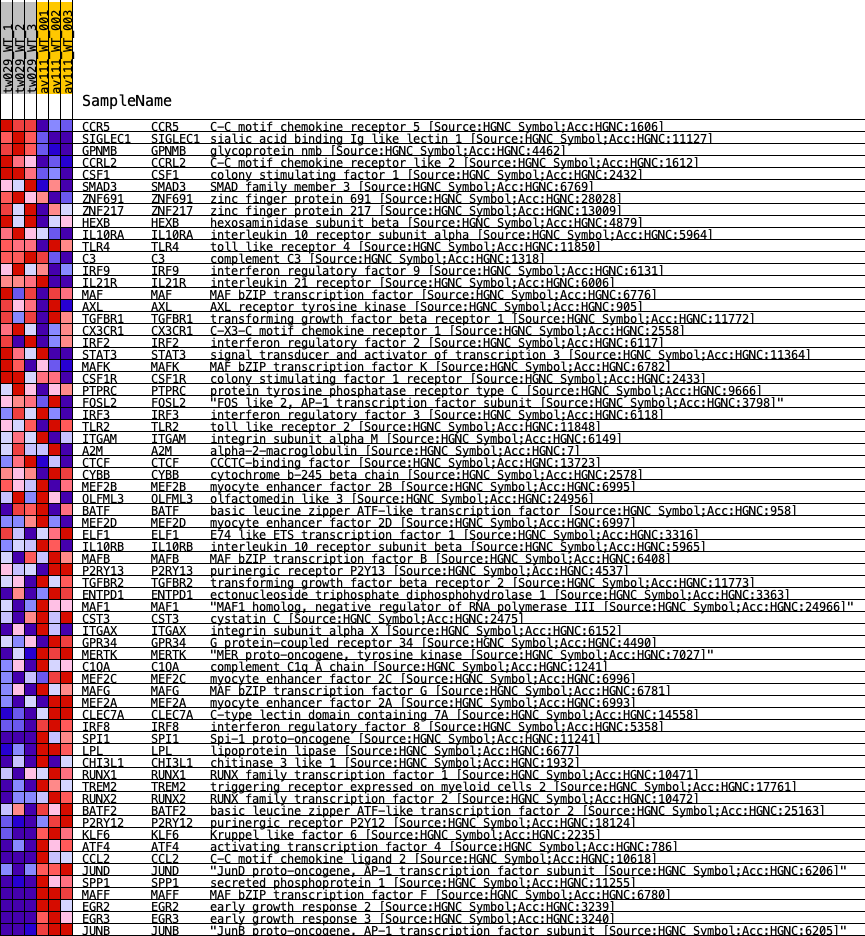 tw029_WT_1
tw029_WT_2
tw029_WT_3
av111_WT_001
av111_WT_002
av111_WT_003
SampleName
CCR5 CCR5 C-C motif chemokine receptor 5 [Source:HGNC Symbol;Acc:HGNC:1606]
SIGLEC1 SIGLEC1 sialic acid binding Ig like lectin 1 [Source:HGNC Symbol;Acc:HGNC:11127]
GPNMB GPNMB glycoprotein nmb [Source:HGNC Symbol;Acc:HGNC:4462]
CCRL2 CCRL2 C-C motif chemokine receptor like 2 [Source:HGNC Symbol;Acc:HGNC:1612]
CSF1 CSF1 colony stimulating factor 1 [Source:HGNC Symbol;Acc:HGNC:2432]
SMAD3 SMAD3 SMAD family member 3 [Source:HGNC Symbol;Acc:HGNC:6769]
ZNF691 ZNF691 zinc finger protein 691 [Source:HGNC Symbol;Acc:HGNC:28028]
ZNF217 ZNF217 zinc finger protein 217 [Source:HGNC Symbol;Acc:HGNC:13009]
HEXB HEXB hexosaminidase subunit beta [Source:HGNC Symbol;Acc:HGNC:4879]
IL10RA IL10RA interleukin 10 receptor subunit alpha [Source:HGNC Symbol;Acc:HGNC:5964]
TLR4 TLR4 toll like receptor 4 [Source:HGNC Symbol;Acc:HGNC:11850]
C3 C3 complement C3 [Source:HGNC Symbol;Acc:HGNC:1318]
IRF9 IRF9 interferon regulatory factor 9 [Source:HGNC Symbol;Acc:HGNC:6131]
IL21R IL21R interleukin 21 receptor [Source:HGNC Symbol;Acc:HGNC:6006]
MAF MAF MAF bZIP transcription factor [Source:HGNC Symbol;Acc:HGNC:6776]
AXL AXL AXL receptor tyrosine kinase [Source:HGNC Symbol;Acc:HGNC:905]
TGFBR1 TGFBR1 transforming growth factor beta receptor 1 [Source:HGNC Symbol;Acc:HGNC:11772]
CX3CR1 CX3CR1 C-X3-C motif chemokine receptor 1 [Source:HGNC Symbol;Acc:HGNC:2558]
IRF2 IRF2 interferon regulatory factor 2 [Source:HGNC Symbol;Acc:HGNC:6117]
STAT3 STAT3 signal transducer and activator of transcription 3 [Source:HGNC Symbol;Acc:HGNC:11364]
MAFK MAFK MAF bZIP transcription factor K [Source:HGNC Symbol;Acc:HGNC:6782]
CSF1R CSF1R colony stimulating factor 1 receptor [Source:HGNC Symbol;Acc:HGNC:2433]
PTPRC PTPRC protein tyrosine phosphatase receptor type C [Source:HGNC Symbol;Acc:HGNC:9666]
FOSL2 FOSL2 "FOS like 2, AP-1 transcription factor subunit [Source:HGNC Symbol;Acc:HGNC:3798]"
IRF3 IRF3 interferon regulatory factor 3 [Source:HGNC Symbol;Acc:HGNC:6118]
TLR2 TLR2 toll like receptor 2 [Source:HGNC Symbol;Acc:HGNC:11848]
ITGAM ITGAM integrin subunit alpha M [Source:HGNC Symbol;Acc:HGNC:6149]
A2M A2M alpha-2-macroglobulin [Source:HGNC Symbol;Acc:HGNC:7]
CTCF CTCF CCCTC-binding factor [Source:HGNC Symbol;Acc:HGNC:13723]
CYBB CYBB cytochrome b-245 beta chain [Source:HGNC Symbol;Acc:HGNC:2578]
MEF2B MEF2B myocyte enhancer factor 2B [Source:HGNC Symbol;Acc:HGNC:6995]
OLFML3 OLFML3 olfactomedin like 3 [Source:HGNC Symbol;Acc:HGNC:24956]
BATF BATF basic leucine zipper ATF-like transcription factor [Source:HGNC Symbol;Acc:HGNC:958]
MEF2D MEF2D myocyte enhancer factor 2D [Source:HGNC Symbol;Acc:HGNC:6997]
ELF1 ELF1 E74 like ETS transcription factor 1 [Source:HGNC Symbol;Acc:HGNC:3316]
IL10RB IL10RB interleukin 10 receptor subunit beta [Source:HGNC Symbol;Acc:HGNC:5965]
MAFB MAFB MAF bZIP transcription factor B [Source:HGNC Symbol;Acc:HGNC:6408]
P2RY13 P2RY13 purinergic receptor P2Y13 [Source:HGNC Symbol;Acc:HGNC:4537]
TGFBR2 TGFBR2 transforming growth factor beta receptor 2 [Source:HGNC Symbol;Acc:HGNC:11773]
ENTPD1 ENTPD1 ectonucleoside triphosphate diphosphohydrolase 1 [Source:HGNC Symbol;Acc:HGNC:3363]
MAF1 MAF1 "MAF1 homolog, negative regulator of RNA polymerase III [Source:HGNC Symbol;Acc:HGNC:24966]"
CST3 CST3 cystatin C [Source:HGNC Symbol;Acc:HGNC:2475]
ITGAX ITGAX integrin subunit alpha X [Source:HGNC Symbol;Acc:HGNC:6152]
GPR34 GPR34 G protein-coupled receptor 34 [Source:HGNC Symbol;Acc:HGNC:4490]
MERTK MERTK "MER proto-oncogene, tyrosine kinase [Source:HGNC Symbol;Acc:HGNC:7027]"
C1QA C1QA complement C1q A chain [Source:HGNC Symbol;Acc:HGNC:1241]
MEF2C MEF2C myocyte enhancer factor 2C [Source:HGNC Symbol;Acc:HGNC:6996]
MAFG MAFG MAF bZIP transcription factor G [Source:HGNC Symbol;Acc:HGNC:6781]
MEF2A MEF2A myocyte enhancer factor 2A [Source:HGNC Symbol;Acc:HGNC:6993]
CLEC7A CLEC7A C-type lectin domain containing 7A [Source:HGNC Symbol;Acc:HGNC:14558]
IRF8 IRF8 interferon regulatory factor 8 [Source:HGNC Symbol;Acc:HGNC:5358]
SPI1 SPI1 Spi-1 proto-oncogene [Source:HGNC Symbol;Acc:HGNC:11241]
LPL LPL lipoprotein lipase [Source:HGNC Symbol;Acc:HGNC:6677]
CHI3L1 CHI3L1 chitinase 3 like 1 [Source:HGNC Symbol;Acc:HGNC:1932]
RUNX1 RUNX1 RUNX family transcription factor 1 [Source:HGNC Symbol;Acc:HGNC:10471]
TREM2 TREM2 triggering receptor expressed on myeloid cells 2 [Source:HGNC Symbol;Acc:HGNC:17761]
RUNX2 RUNX2 RUNX family transcription factor 2 [Source:HGNC Symbol;Acc:HGNC:10472]
BATF2 BATF2 basic leucine zipper ATF-like transcription factor 2 [Source:HGNC Symbol;Acc:HGNC:25163]
P2RY12 P2RY12 purinergic receptor P2Y12 [Source:HGNC Symbol;Acc:HGNC:18124]
KLF6 KLF6 Kruppel like factor 6 [Source:HGNC Symbol;Acc:HGNC:2235]
ATF4 ATF4 activating transcription factor 4 [Source:HGNC Symbol;Acc:HGNC:786]
CCL2 CCL2 C-C motif chemokine ligand 2 [Source:HGNC Symbol;Acc:HGNC:10618]
JUND JUND "JunD proto-oncogene, AP-1 transcription factor subunit [Source:HGNC Symbol;Acc:HGNC:6206]"
SPP1 SPP1 secreted phosphoprotein 1 [Source:HGNC Symbol;Acc:HGNC:11255]
MAFF MAFF MAF bZIP transcription factor F [Source:HGNC Symbol;Acc:HGNC:6780]
EGR2 EGR2 early growth response 2 [Source:HGNC Symbol;Acc:HGNC:3239]
EGR3 EGR3 early growth response 3 [Source:HGNC Symbol;Acc:HGNC:3240]
JUNB JUNB "JunB proto-oncogene, AP-1 transcription factor subunit [Source:HGNC Symbol;Acc:HGNC:6205]"